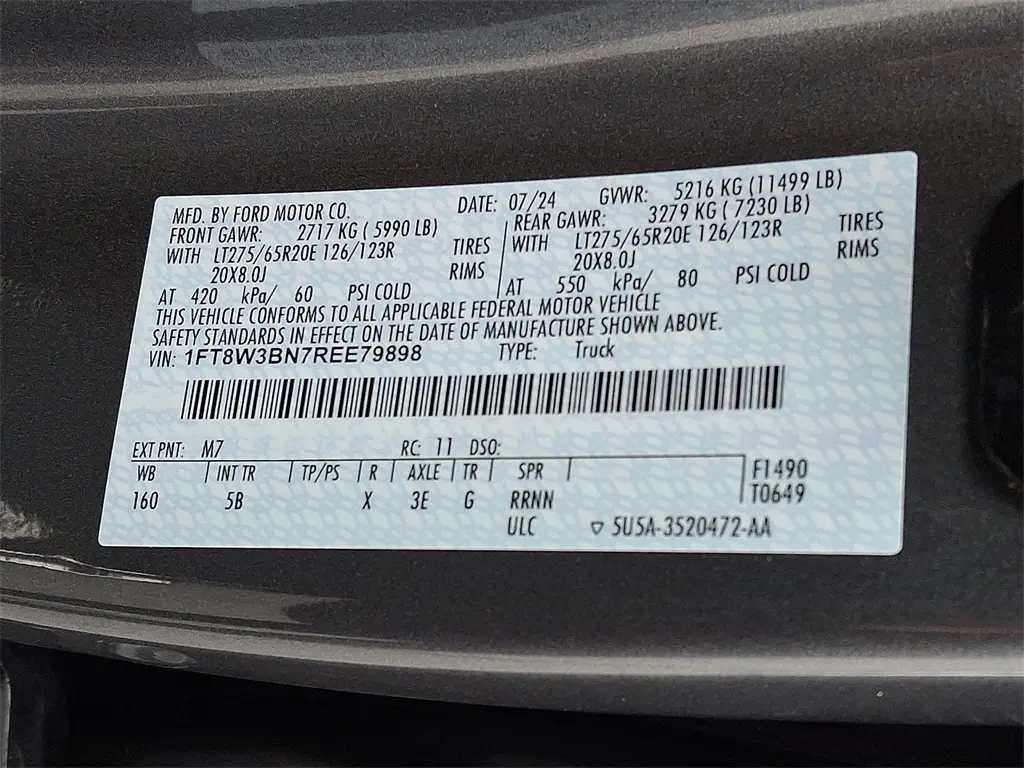 MFD. BY FORD MOTOR CO. DATE: 07/24 GVWR: 5216 KG (11499 LB)
FRONT GAWR: 2717 KG ( 5990 LB) REAR GAWR: 3279 KG ( 7230 LB)
WITH LT275/65R20E 126/123R TIRES WITH LT275/65R20E 126/123R TIRES
20X8.0J RIMS 20X8.0J RIMS
AT 420 kPa/ 60 PSI COLD AT 550 kPa/ 80 PSI COLD
THIS VEHICLE CONFORMS TO ALL APPLICABLE FEDERAL MOTOR VEHICLE
SAFETY STANDARDS IN EFFECT ON THE DATE OF MANUFACTURE SHOWN ABOVE.
VIN: 1FT8W3BN7REE79898 TYPE: Truck
EXT PNT: M7 RC: 11 DSO:
WB INT TR TP/PS R AXLE TR SPR F1490
160 5B X 3E G RRNN T0649
ULC ▽ 5U5A-3520472-AA